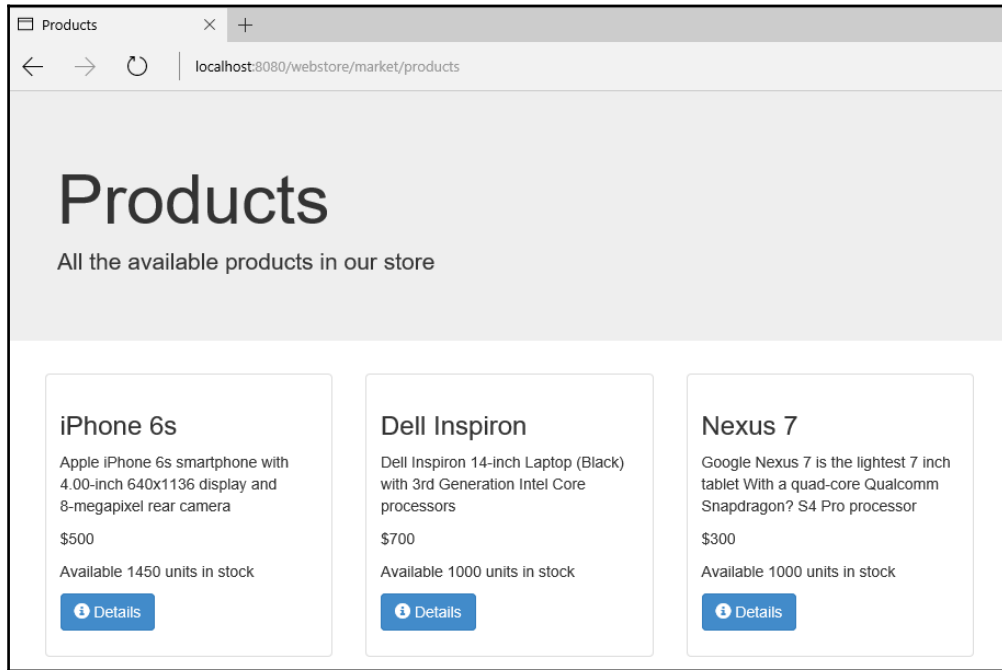 Products
localhost:8080/webstore/market/products
Products
All the available products in our store
iPhone 6s
Apple iPhone 6s smartphone with
4.00-inch 640x1136 display and
8-megapixel rear camera
$500
Available 1450 units in stock
Details
Dell Inspiron
Dell Inspiron 14-inch Laptop (Black)
with 3rd Generation Intel Core
processors
$700
Available 1000 units in stock
Details
Nexus 7
Google Nexus 7 is the lightest 7 inch
tablet With a quad-core Qualcomm
Snapdragon? S4 Pro processor
$300
Available 1000 units in stock
Details